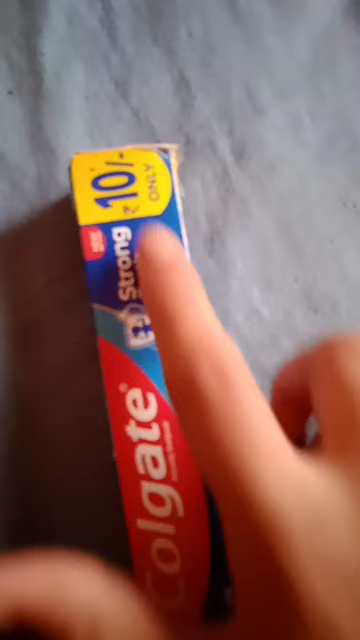 ₹ 10/-
ONLY
Strong
Colgate